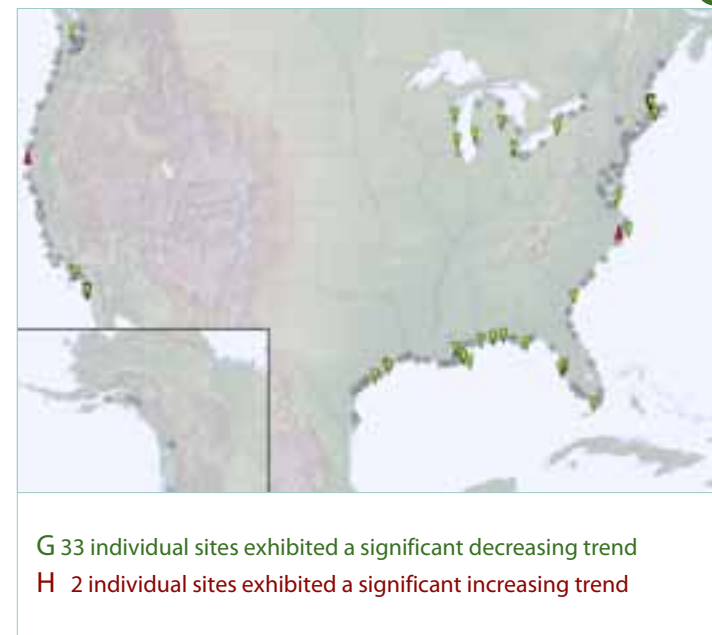 G 33 individual sites exhibited a significant decreasing trend
H 2 individual sites exhibited a significant increasing trend